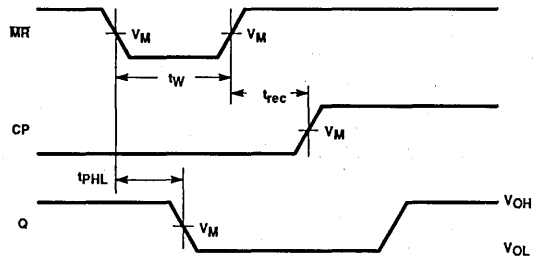 MR VM VM
tW
trec
CP VM
tPHL
Q VM VOH
VOL